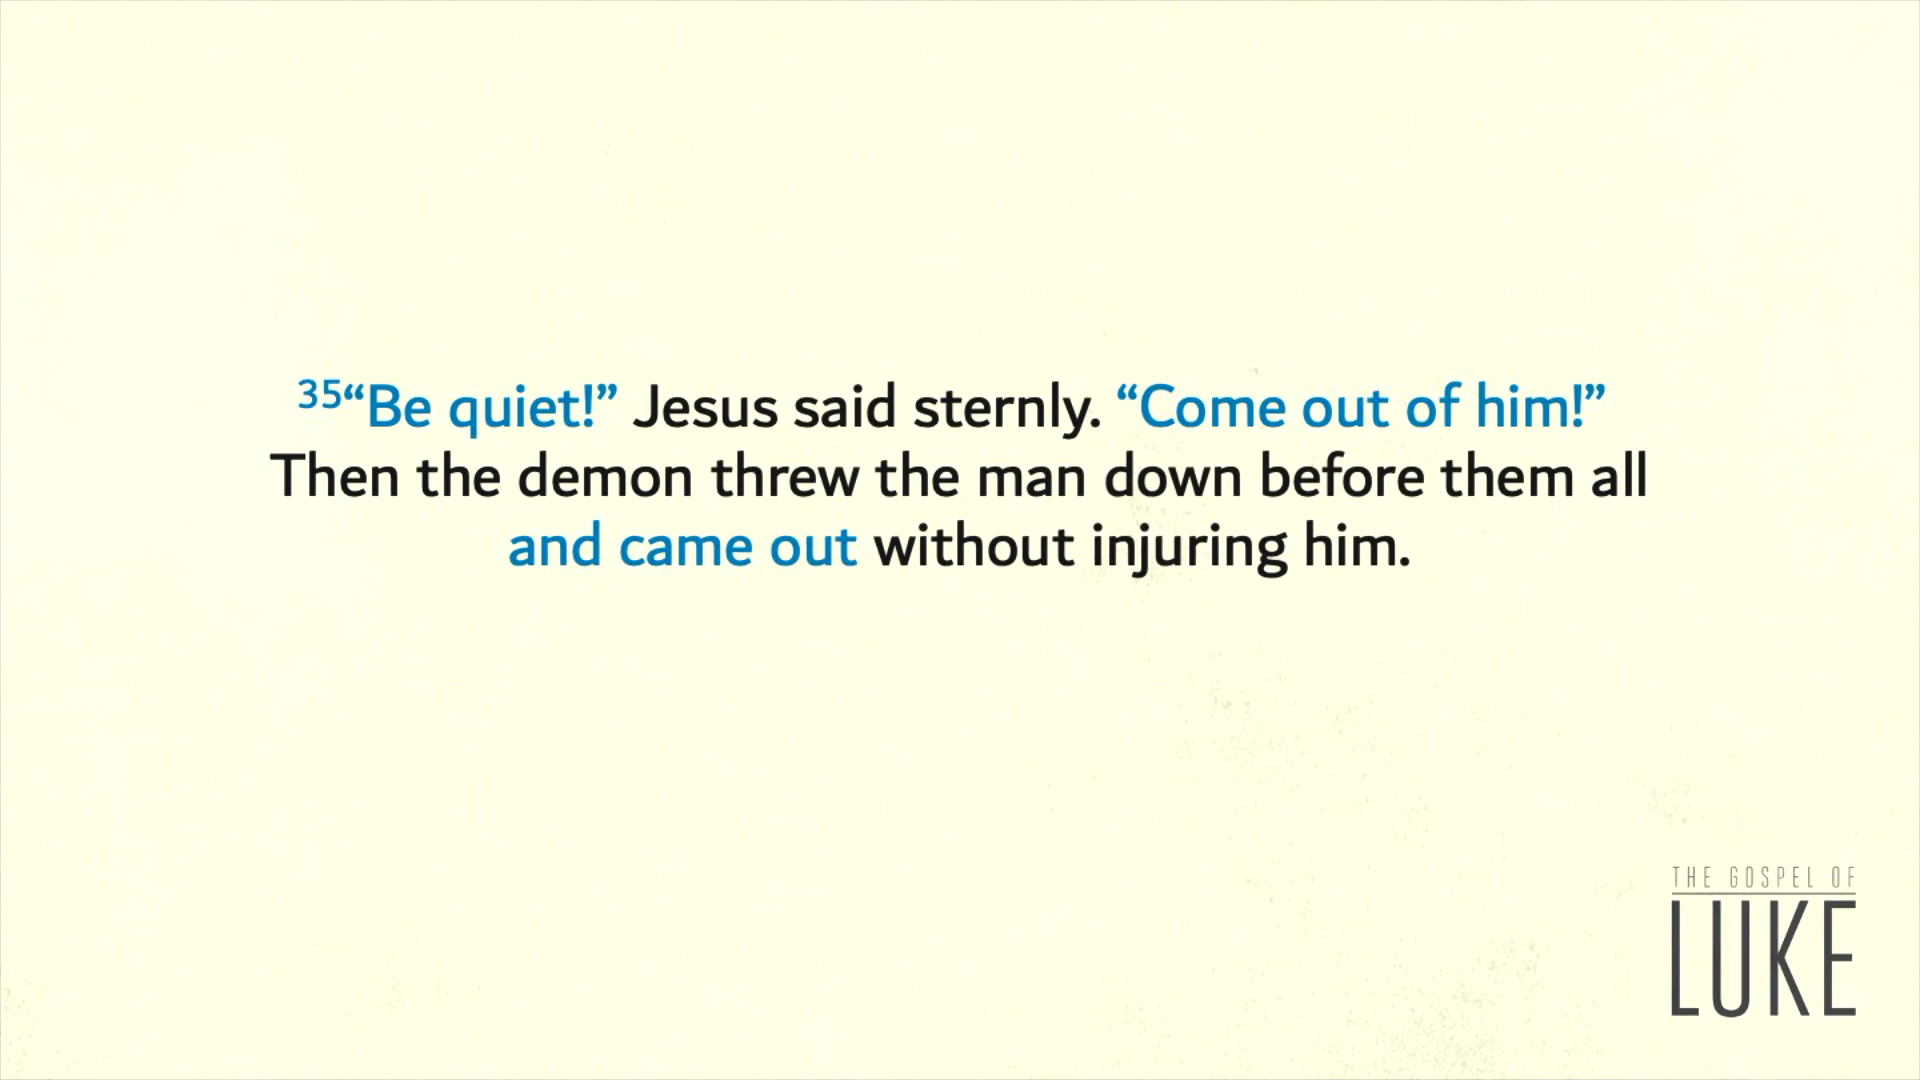 35“Be quiet!” Jesus said sternly. “Come out of him!”
Then the demon threw the man down before them all
and came out without injuring him.
THE GOSPEL OF
LUKE